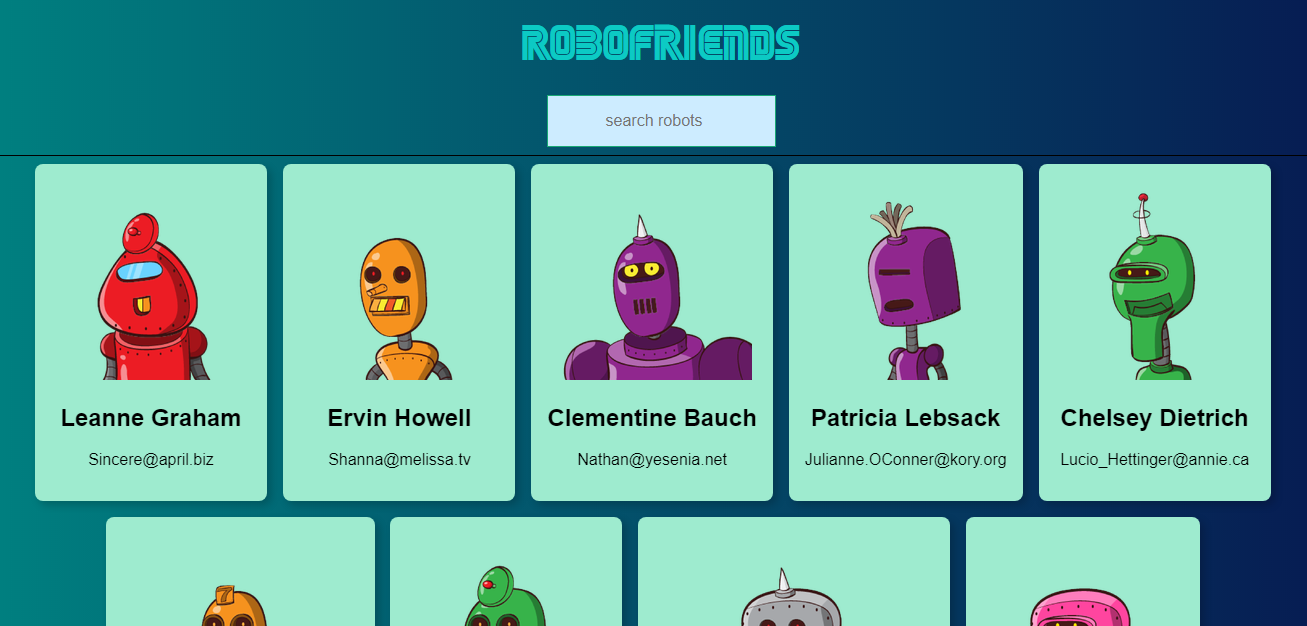 ROBOFRIENDS
search robots
Leanne Graham
Sincere@april.biz
Ervin Howell
Shanna@melissa.tv
Clementine Bauch
Nathan@yesenia.net
Patricia Lebsack
Julianne.OConner@kory.org
Chelsey Dietrich
Lucio_Hettinger@annie.ca
7